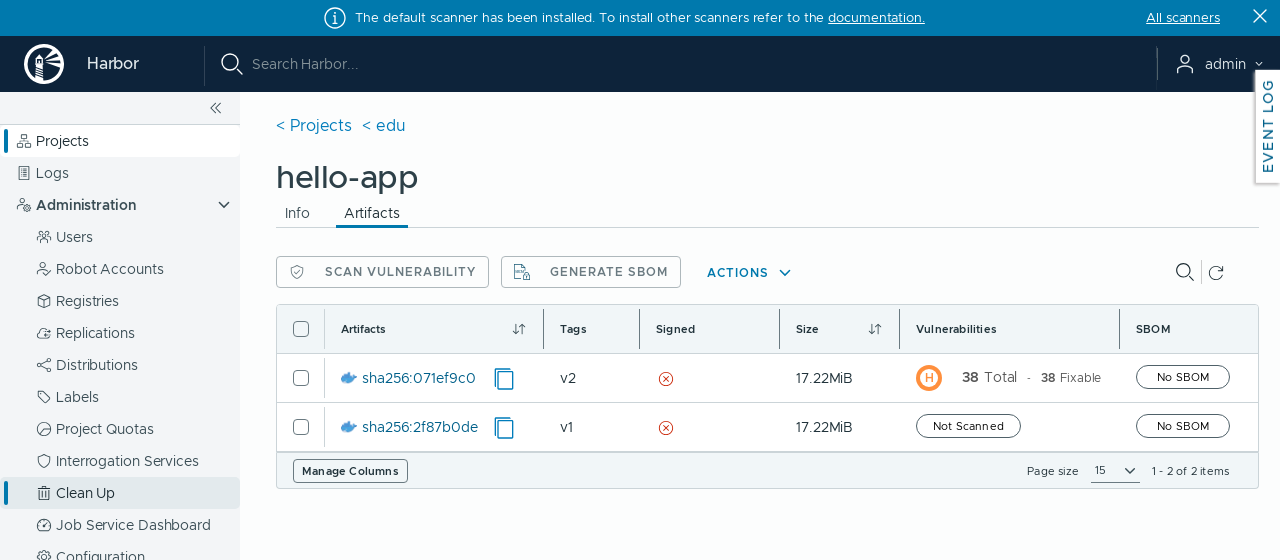 The default scanner has been installed. To install other scanners refer to the documentation.
All scanners
Harbor
Search Harbor...
admin
EVENT LOG
Projects
Logs
Administration
Users
Robot Accounts
Registries
Replications
Distributions
Labels
Project Quotas
Interrogation Services
Clean Up
Job Service Dashboard
Configuration
< Projects < edu
hello-app
Info Artifacts
SCAN VULNERABILITY GENERATE SBOM ACTIONS
Artifacts Tags Signed Size Vulnerabilities SBOM
sha256:071ef9c0 v2 17.22MiB H 38 Total - 38 Fixable No SBOM
sha256:2f87b0de v1 17.22MiB Not Scanned No SBOM
Manage Columns Page size 15 1 - 2 of 2 items